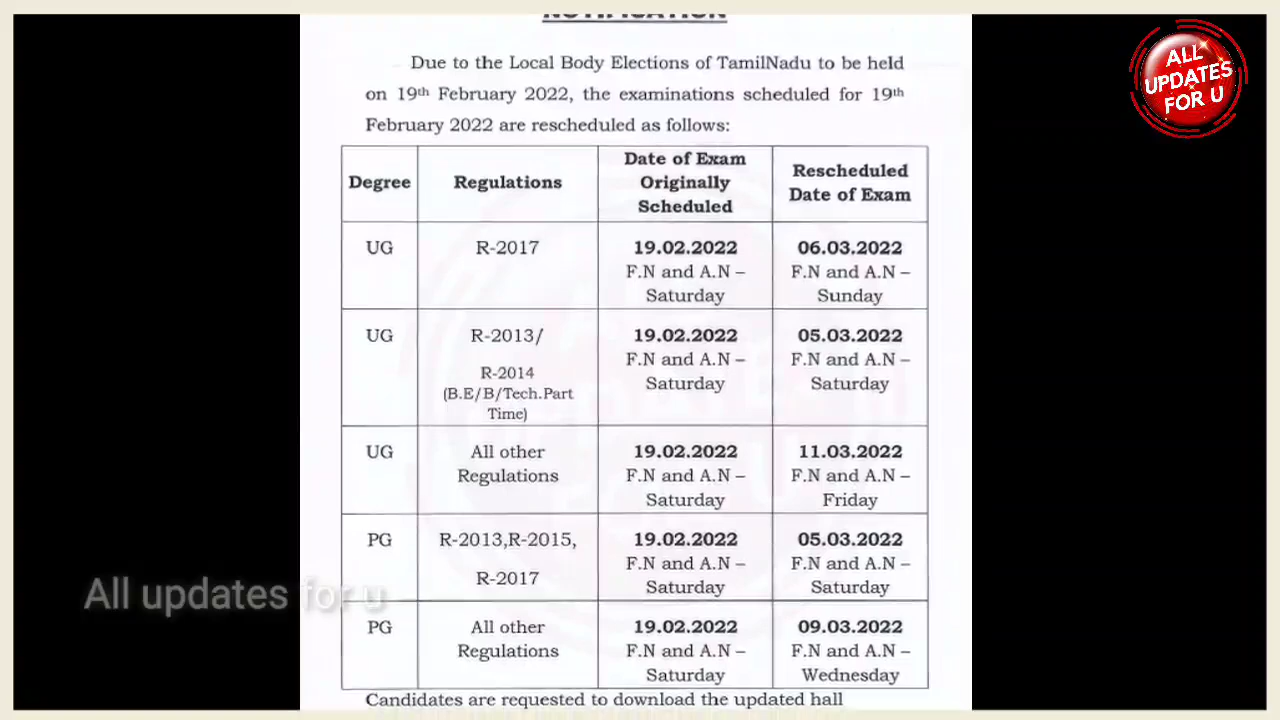 NOTIFICATION
Due to the Local Body Elections of TamilNadu to be held
on 19th February 2022, the examinations scheduled for 19th
February 2022 are rescheduled as follows:
Degree
Regulations
Date of Exam
Originally
Scheduled
Rescheduled
Date of Exam
UG
R-2017
19.02.2022
F.N and A.N –
Saturday
06.03.2022
F.N and A.N –
Sunday
UG
R-2013/
R-2014
(B.E/B/Tech.Part
Time)
19.02.2022
F.N and A.N –
Saturday
05.03.2022
F.N and A.N –
Saturday
UG
All other
Regulations
19.02.2022
F.N and A.N –
Saturday
11.03.2022
F.N and A.N –
Friday
PG
R-2013,R-2015,
R-2017
19.02.2022
F.N and A.N –
Saturday
05.03.2022
F.N and A.N –
Saturday
PG
All other
Regulations
19.02.2022
F.N and A.N –
Saturday
09.03.2022
F.N and A.N –
Wednesday
Candidates are requested to download the updated hall
ALL
UPDATES
FOR U
All updates for u